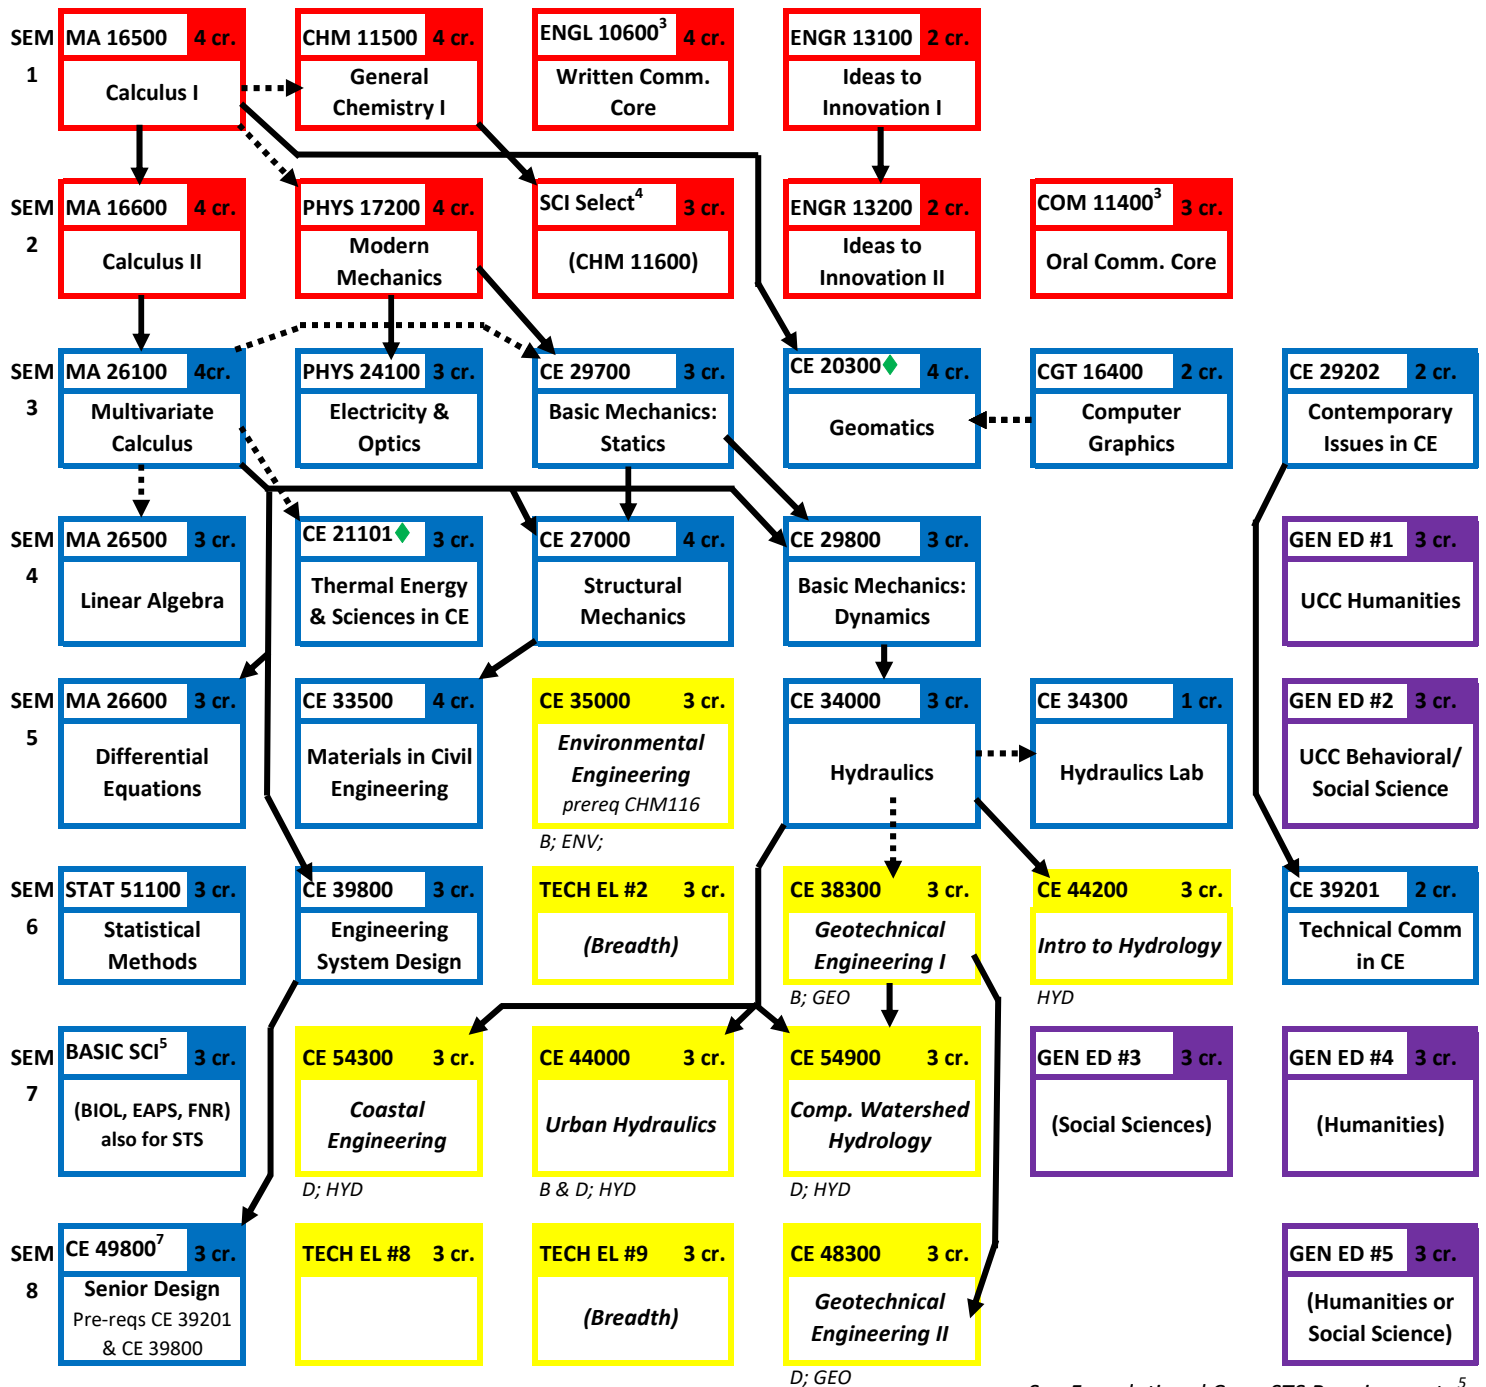 SEM
1
MA 16500 4 cr.
Calculus I
CHM 11500 4 cr.
General
Chemistry I
ENGL 10600³ 4 cr.
Written Comm.
Core
ENGR 13100 2 cr.
Ideas to
Innovation I
SEM
2
MA 16600 4 cr.
Calculus II
PHYS 17200 4 cr.
Modern
Mechanics
SCI Select⁴ 3 cr.
(CHM 11600)
ENGR 13200 2 cr.
Ideas to
Innovation II
COM 11400³ 3 cr.
Oral Comm. Core
SEM
3
MA 26100 4cr.
Multivariate
Calculus
PHYS 24100 3 cr.
Electricity &
Optics
CE 29700 3 cr.
Basic Mechanics:
Statics
CE 20300♦ 4 cr.
Geomatics
CGT 16400 2 cr.
Computer
Graphics
CE 29202 2 cr.
Contemporary
Issues in CE
SEM
4
MA 26500 3 cr.
Linear Algebra
CE 21101♦ 3 cr.
Thermal Energy
& Sciences in CE
CE 27000 4 cr.
Structural
Mechanics
CE 29800 3 cr.
Basic Mechanics:
Dynamics
GEN ED #1 3 cr.
UCC Humanities
SEM
5
MA 26600 3 cr.
Differential
Equations
CE 33500 4 cr.
Materials in Civil
Engineering
CE 35000 3 cr.
Environmental
Engineering
prereq CHM116
B; ENV;
CE 34000 3 cr.
Hydraulics
CE 34300 1 cr.
Hydraulics Lab
GEN ED #2 3 cr.
UCC Behavioral/
Social Science
SEM
6
STAT 51100 3 cr.
Statistical
Methods
CE 39800 3 cr.
Engineering
System Design
TECH EL #2 3 cr.
(Breadth)
CE 38300 3 cr.
Geotechnical
Engineering I
B; GEO
CE 44200 3 cr.
Intro to Hydrology
HYD
CE 39201 2 cr.
Technical Comm
in CE
SEM
7
BASIC SCI⁵ 3 cr.
(BIOL, EAPS, FNR)
also for STS
CE 54300 3 cr.
Coastal
Engineering
D; HYD
CE 44000 3 cr.
Urban Hydraulics
B & D; HYD
CE 54900 3 cr.
Comp. Watershed
Hydrology
D; HYD
GEN ED #3 3 cr.
(Social Sciences)
GEN ED #4 3 cr.
(Humanities)
SEM
8
CE 49800⁷ 3 cr.
Senior Design
Pre-reqs CE 39201
& CE 39800
TECH EL #8 3 cr.
TECH EL #9 3 cr.
(Breadth)
CE 48300 3 cr.
Geotechnical
Engineering II
D; GEO
GEN ED #5 3 cr.
(Humanities or
Social Science)